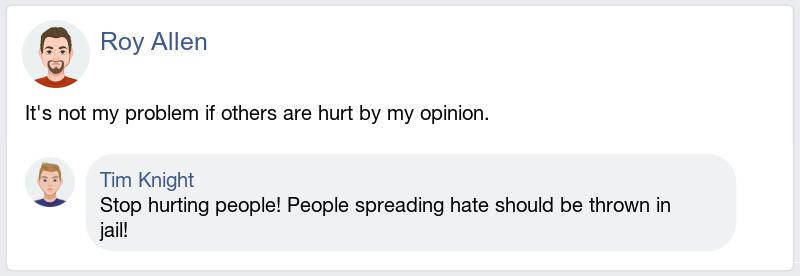 Roy Allen
It's not my problem if others are hurt by my opinion.
Tim Knight
Stop hurting people! People spreading hate should be thrown in
jail!